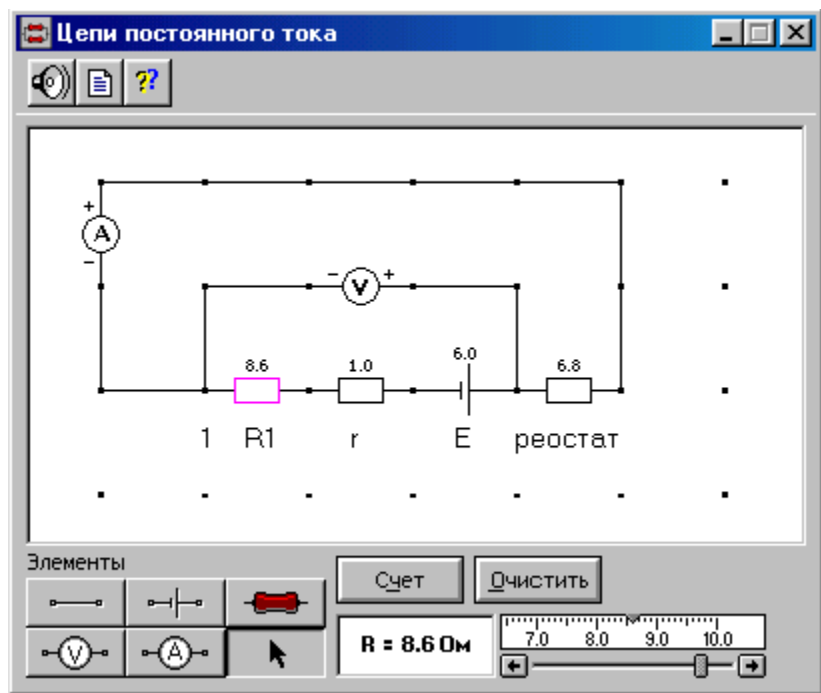 Цепи постоянного тока
??
+
A
−
− V +
8.6 1.0 6.0 6.8
1 R1 r E реостат
Элементы
Счет Очистить
V A
R = 8.6 Ом
7.0 8.0 9.0 10.0